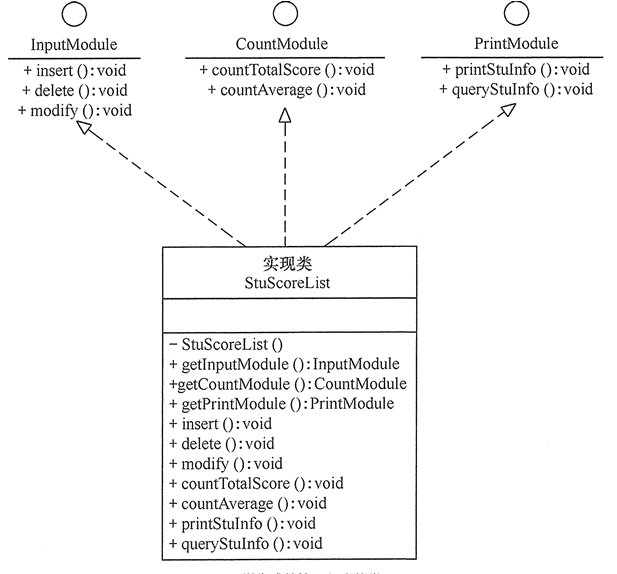 InputModule
+ insert ():void
+ delete ():void
+ modify ():void
CountModule
+ countTotalScore ():void
+ countAverage ():void
PrintModule
+ printStuInfo ():void
+ queryStuInfo ():void
实现类
StuScoreList
− StuScoreList ()
+ getInputModule ():InputModule
+getCountModule ():CountModule
+ getPrintModule ():PrintModule
+ insert ():void
+ delete ():void
+ modify ():void
+ countTotalScore ():void
+ countAverage ():void
+ printStuInfo ():void
+ queryStuInfo ():void